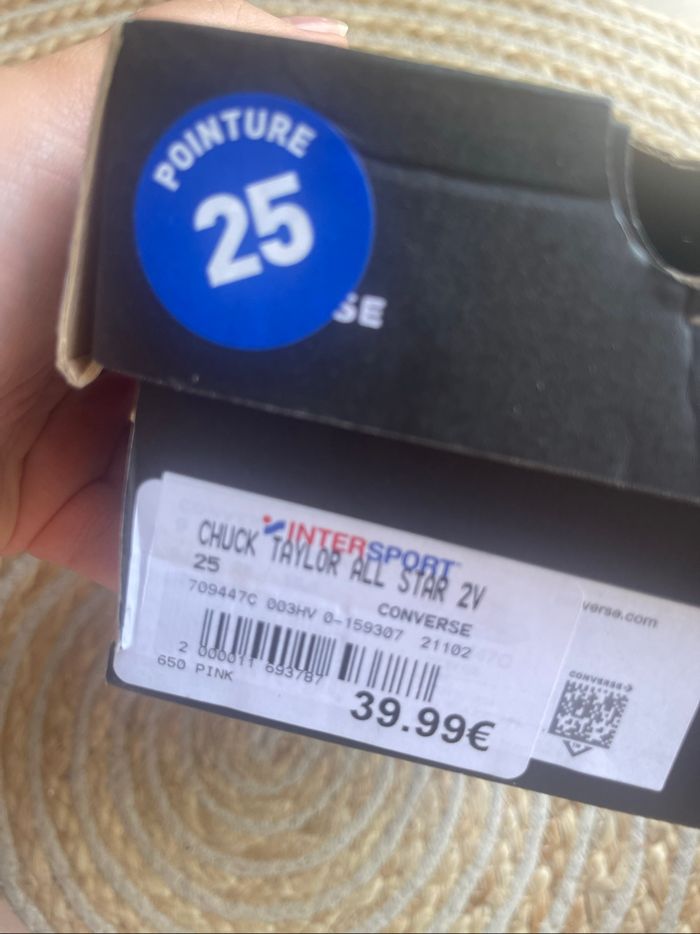 POINTURE
25
SE
INTERSPORT
CHUCK TAYLOR ALL STAR 2V
25
CONVERSE
709447C 003HV 0-159307 21102
2 000011 693787
650 PINK
39.99€
verse.com
CONVERSE